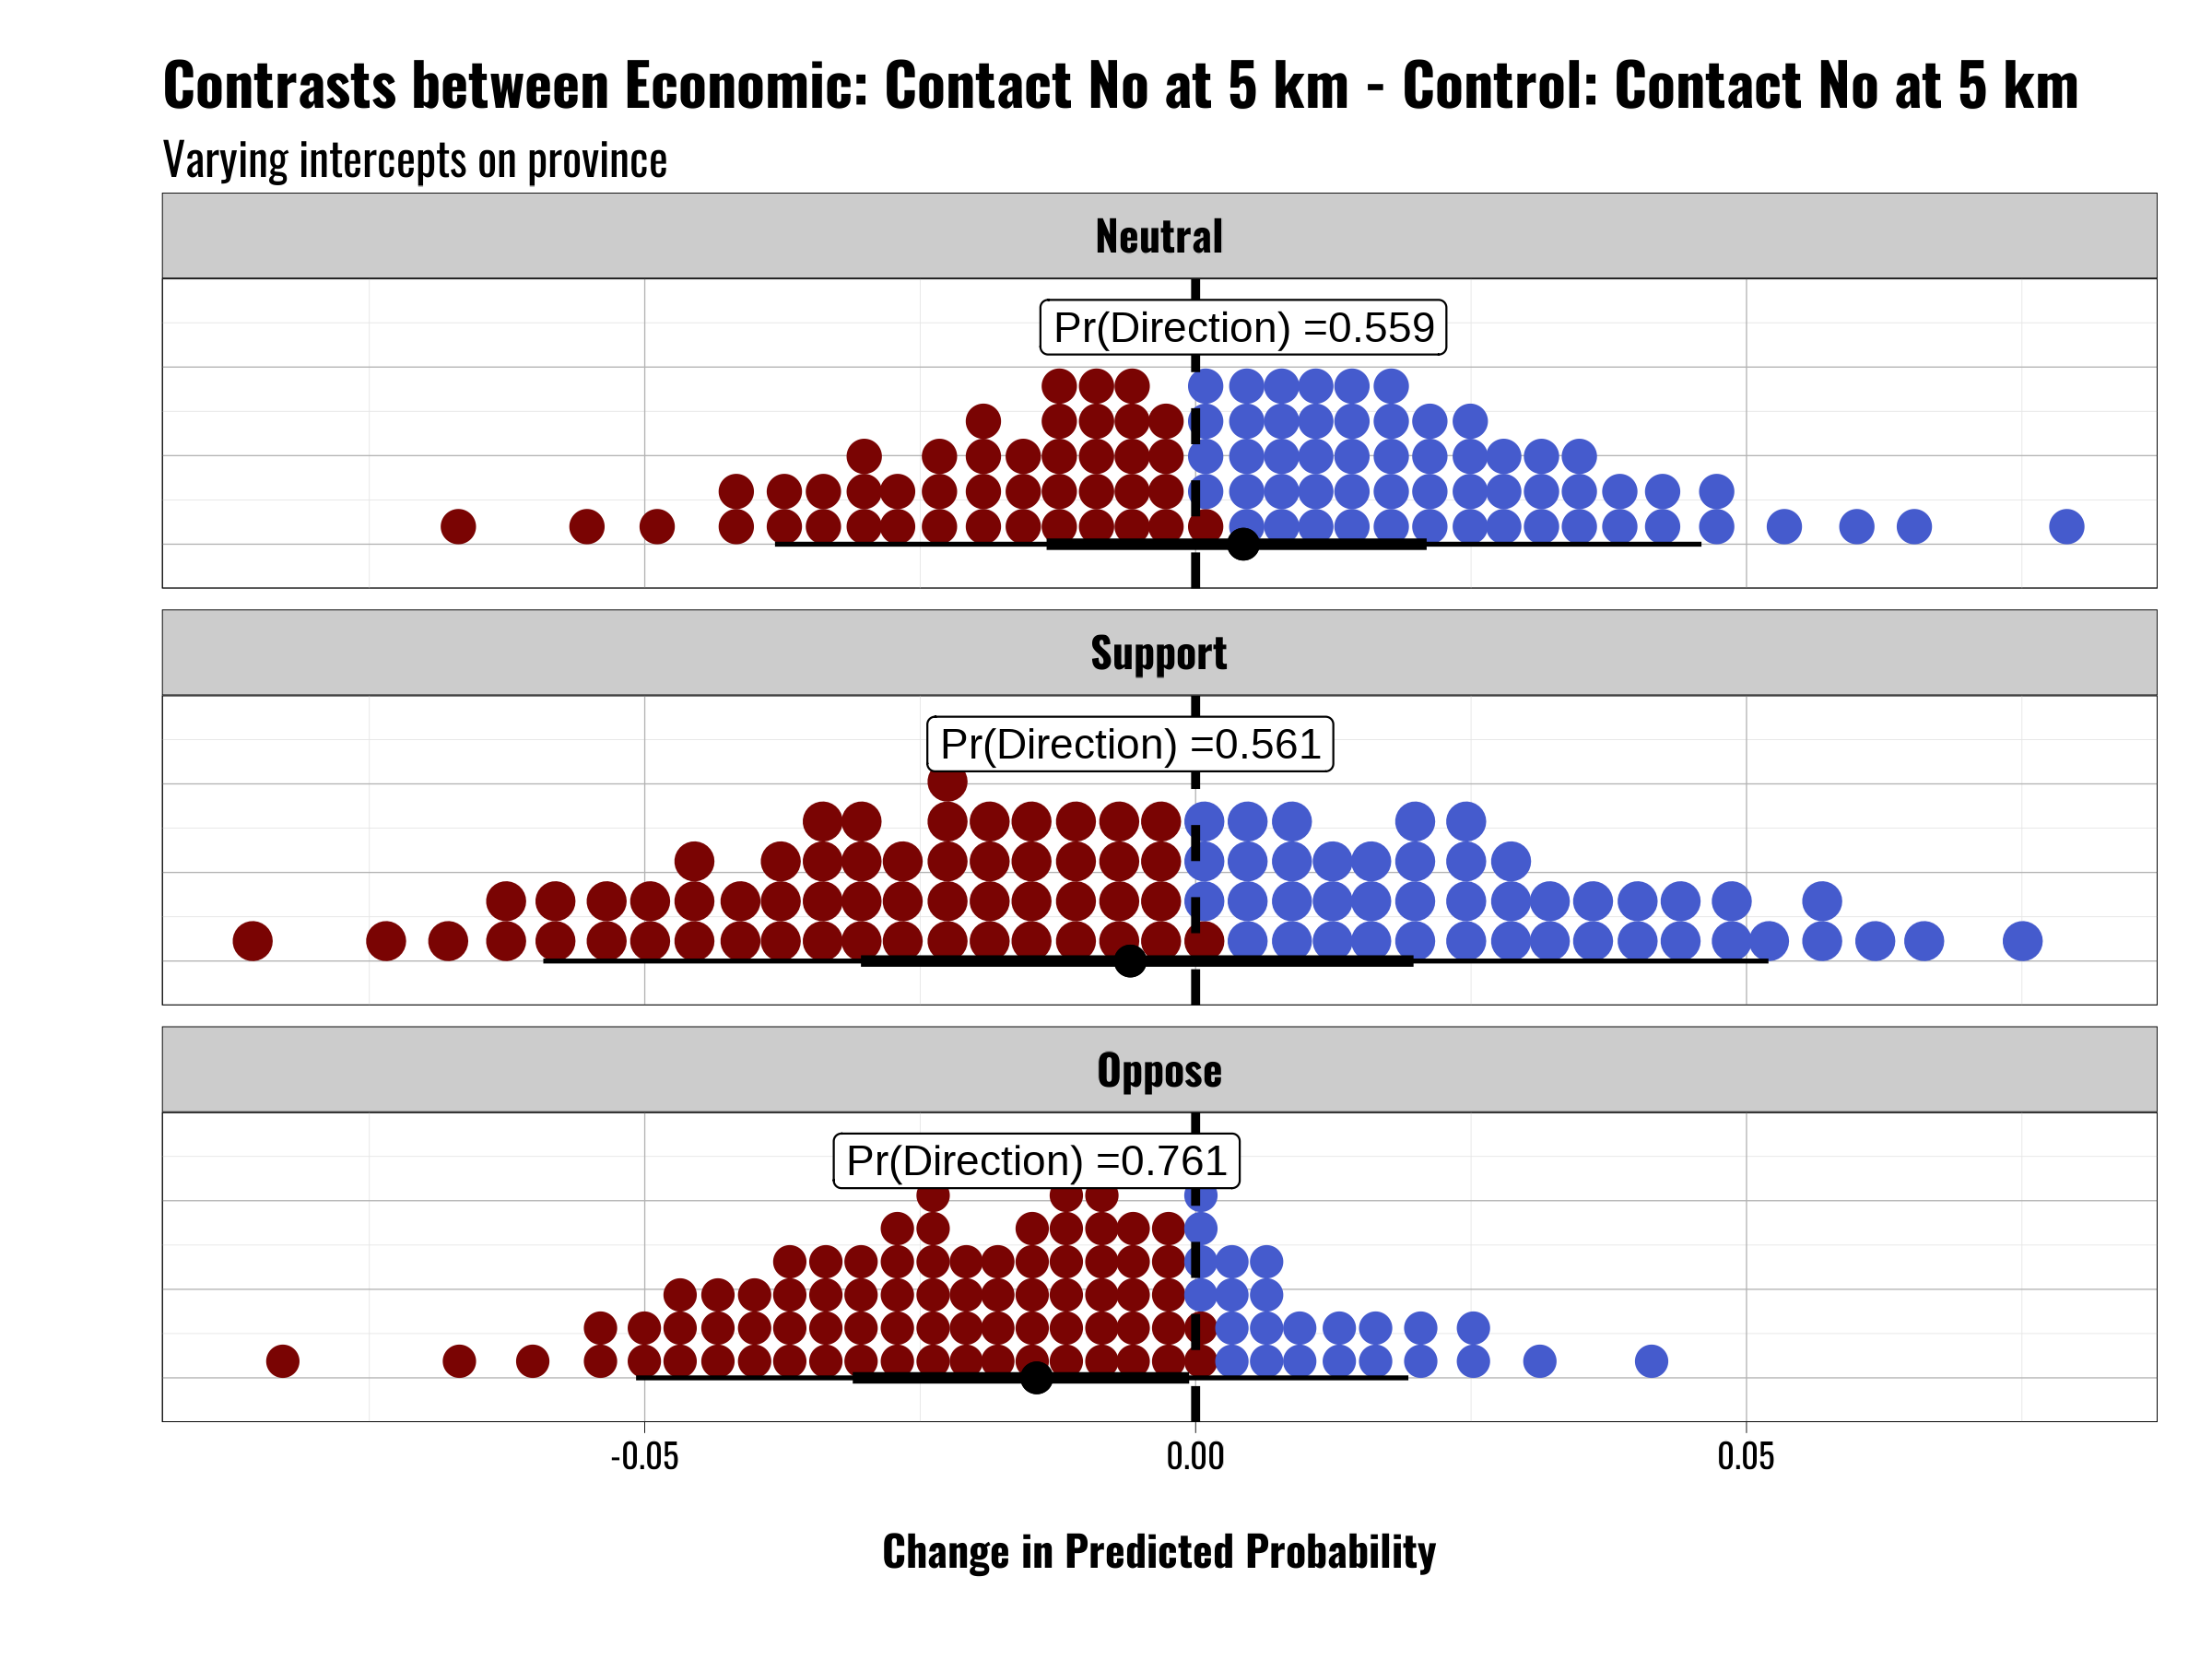 Contrasts between Economic: Contact No at 5 km - Control: Contact No at 5 km
Varying intercepts on province
Neutral
Pr(Direction) =0.559
Support
Pr(Direction) =0.561
Oppose
Pr(Direction) =0.761
-0.05 0.00 0.05
Change in Predicted Probability